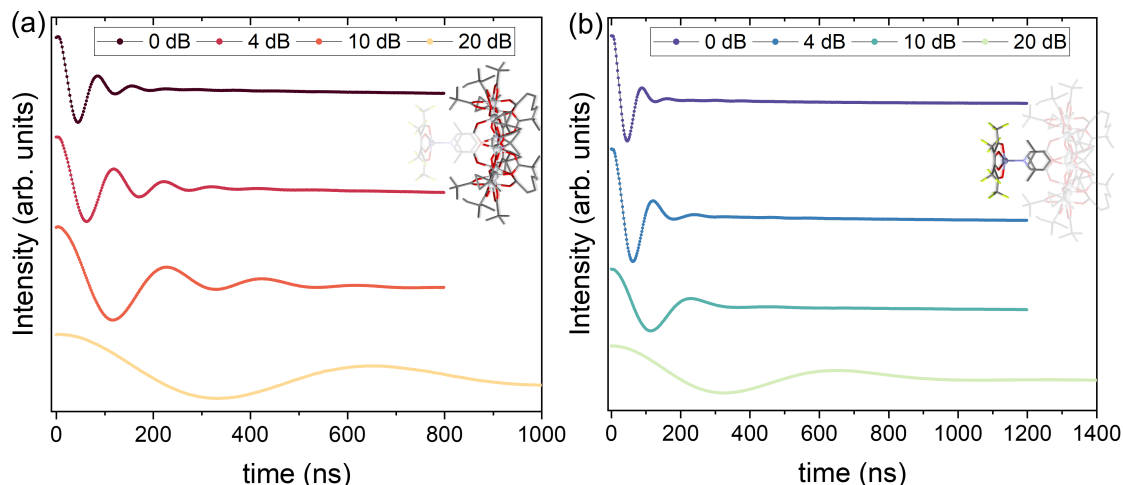 (a)
0 dB 4 dB 10 dB 20 dB
Intensity (arb. units)
0 200 400 600 800 1000
time (ns)
(b)
0 dB 4 dB 10 dB 20 dB
Intensity (arb. units)
0 200 400 600 800 1000 1200 1400
time (ns)